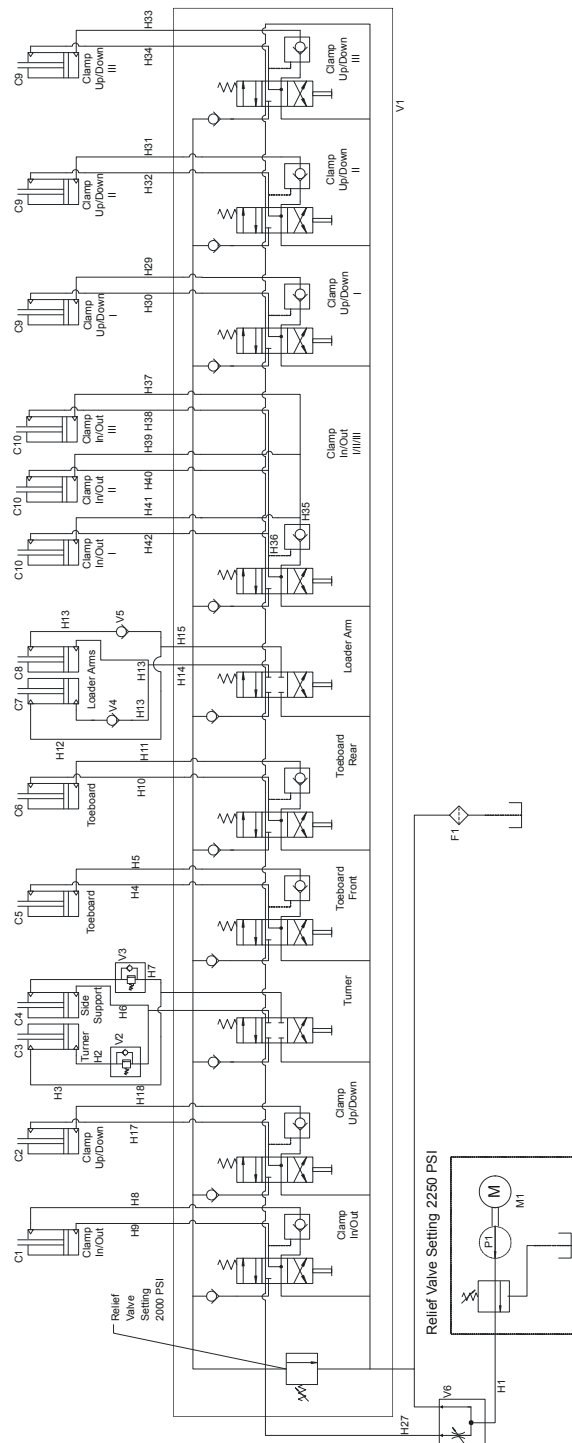 H33
H34
C9
Clamp
Up/Down
III
Clamp
Up/Down
III
V1
H31
H32
C9
Clamp
Up/Down
II
Clamp
Up/Down
II
H29
H30
C9
Clamp
Up/Down
I
Clamp
Up/Down
I
H37
H38
H39
H40
H41
H42
C10
Clamp
In/Out
III
C10
Clamp
In/Out
II
C10
Clamp
In/Out
I
H35
H36
Clamp
In/Out
I/II/III
H13
V5
H15
C8
C7
Loader Arms
H13
H13
V4
H14
H12
H11
Loader Arm
C6
Toeboard
H10
Toeboard
Rear
C5
Toeboard
H5
H4
Toeboard
Front
V3
H7
C4
Side
Support
H6
C3
Turner
H2
V2
H3
H18
Turner
C2
Clamp
Up/Down
H17
Clamp
Up/Down
C1
Clamp
In/Out
H8
H9
Clamp
In/Out
Relief
Valve
Setting
2000 PSI
F1
Relief Valve Setting 2250 PSI
M
M1
P1
H1
V6
H27